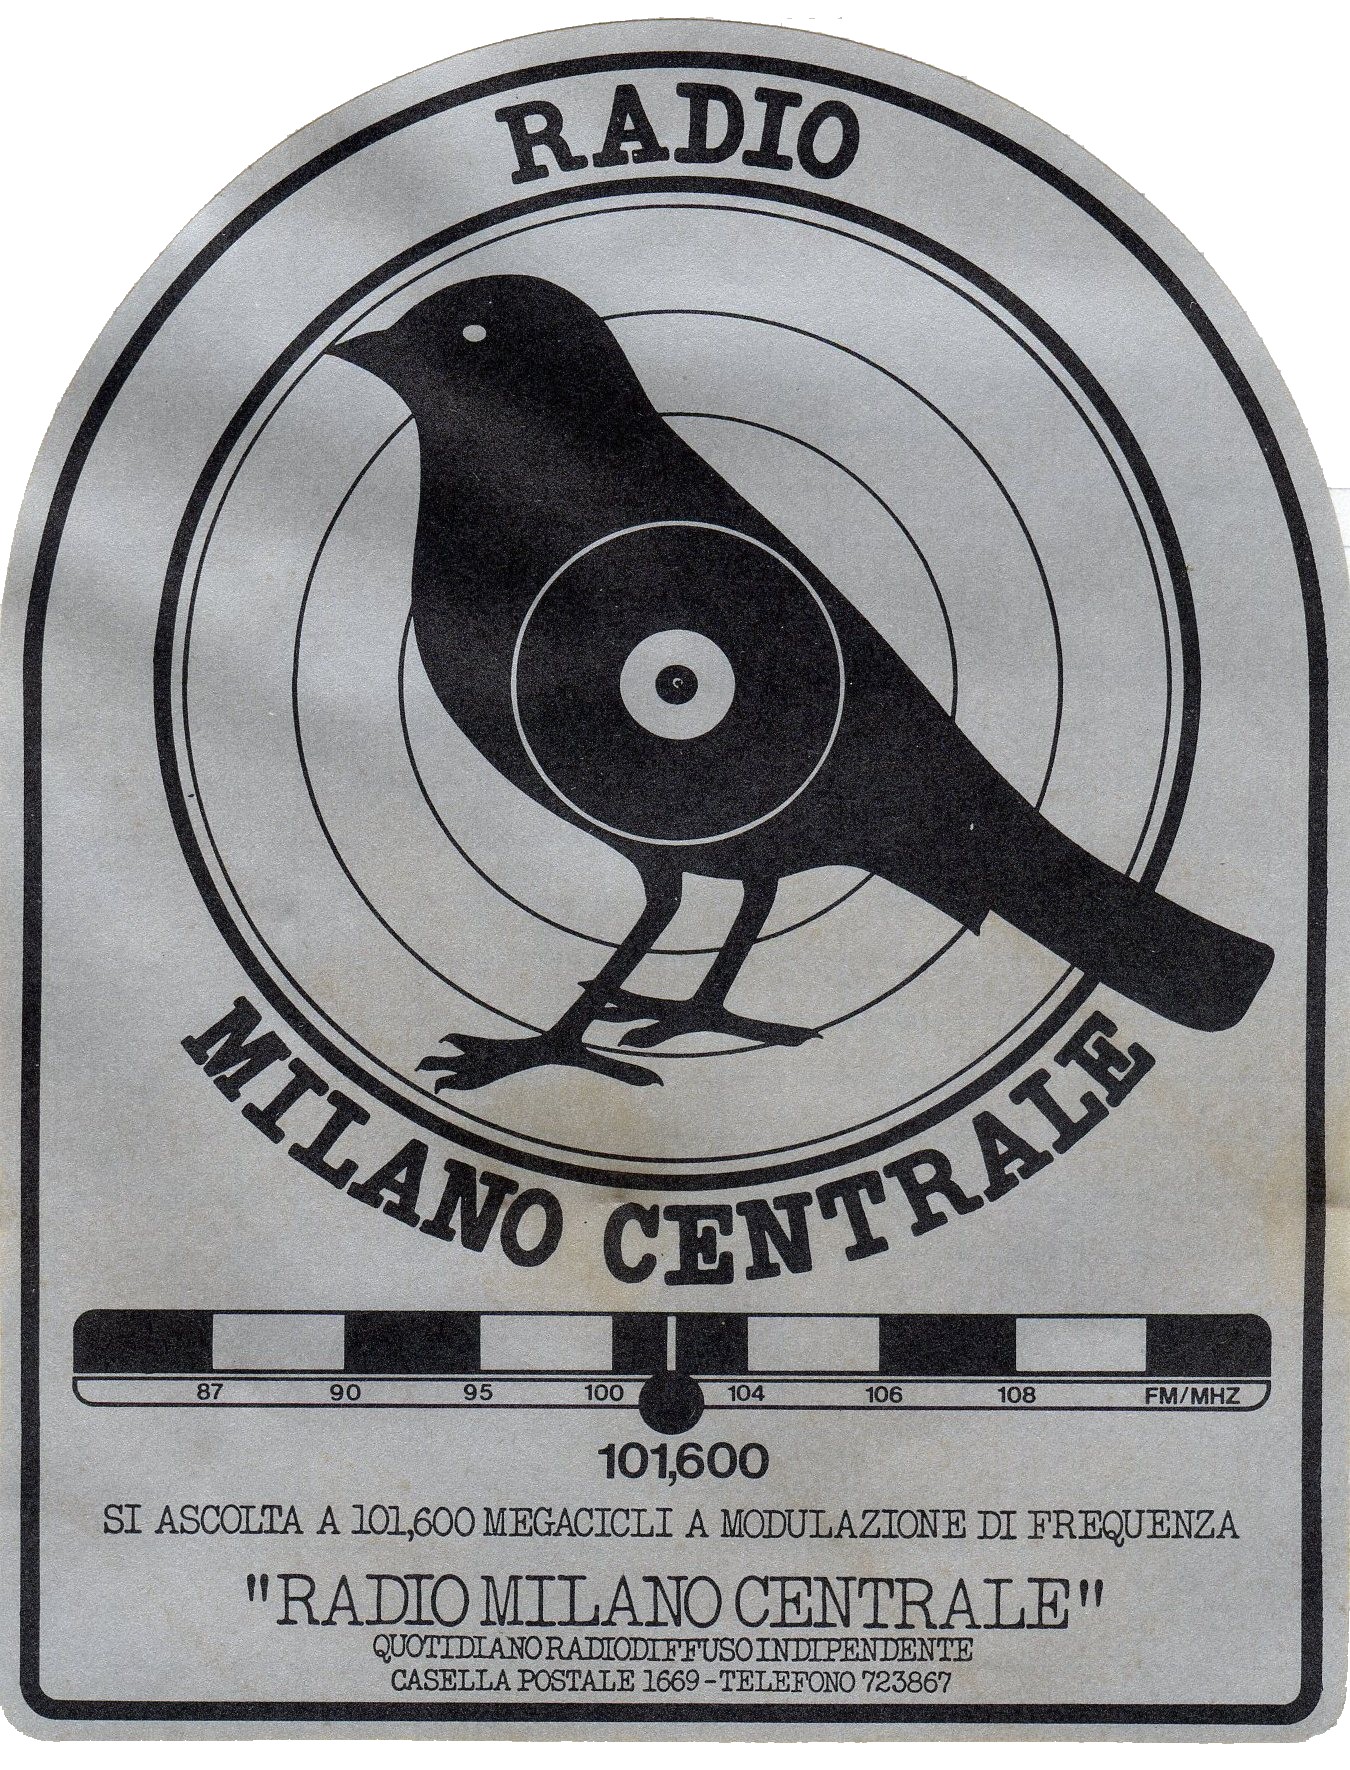 RADIO
MILANO CENTRALE
87 90 95 100 104 106 108 FM/MHZ
101,600
SI ASCOLTA A 101,600 MEGACICLI A MODULAZIONE DI FREQUENZA
"RADIO MILANO CENTRALE"
QUOTIDIANO RADIODIFFUSO INDIPENDENTE
CASELLA POSTALE 1669-TELEFONO 723867